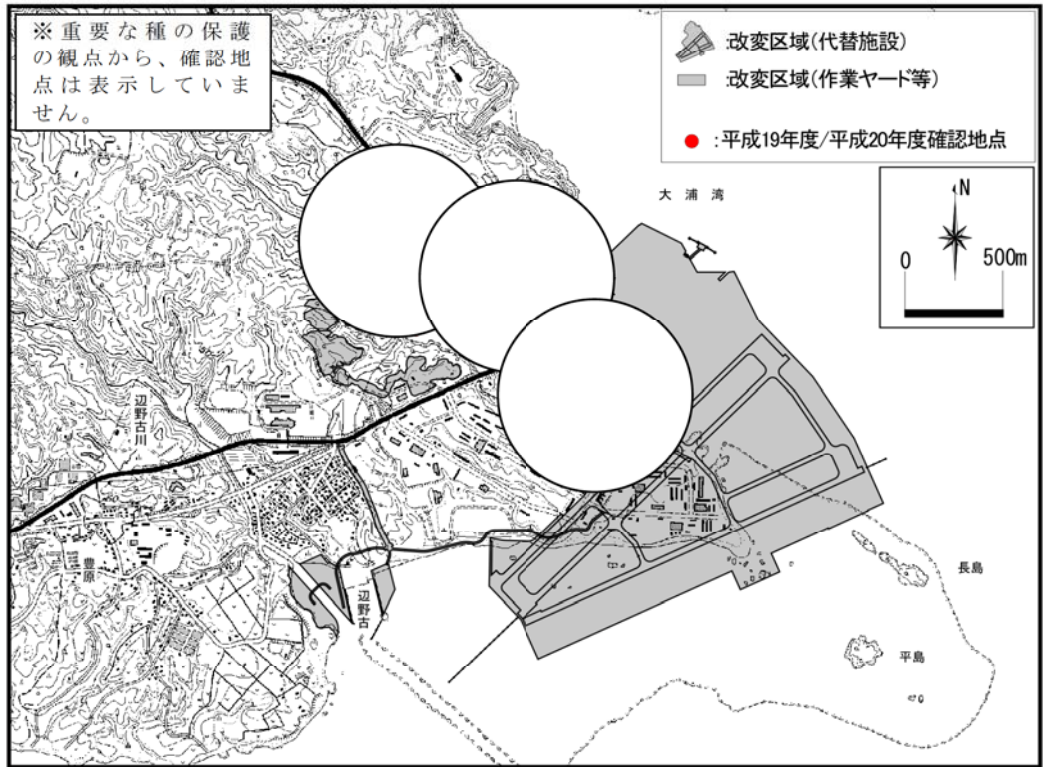 ※重要な種の保護
の観点から、確認地
点は表示していま
せん。
:改変区域(代替施設)
:改変区域(作業ヤード等)
:平成19年度/平成20年度確認地点
大浦湾
N
0 500m
辺野古川
豊原
辺野古
長島
平島